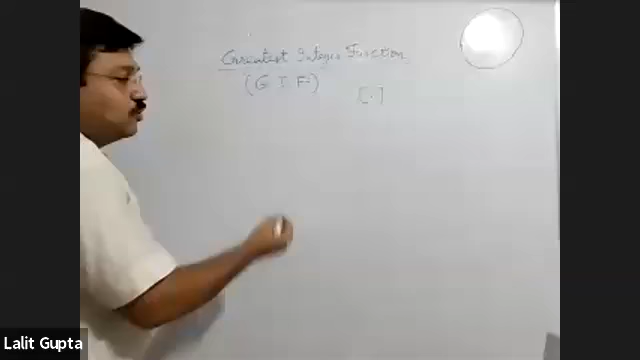 Greatest Integer Function
(G. I. F.)
[.]
Lalit Gupta